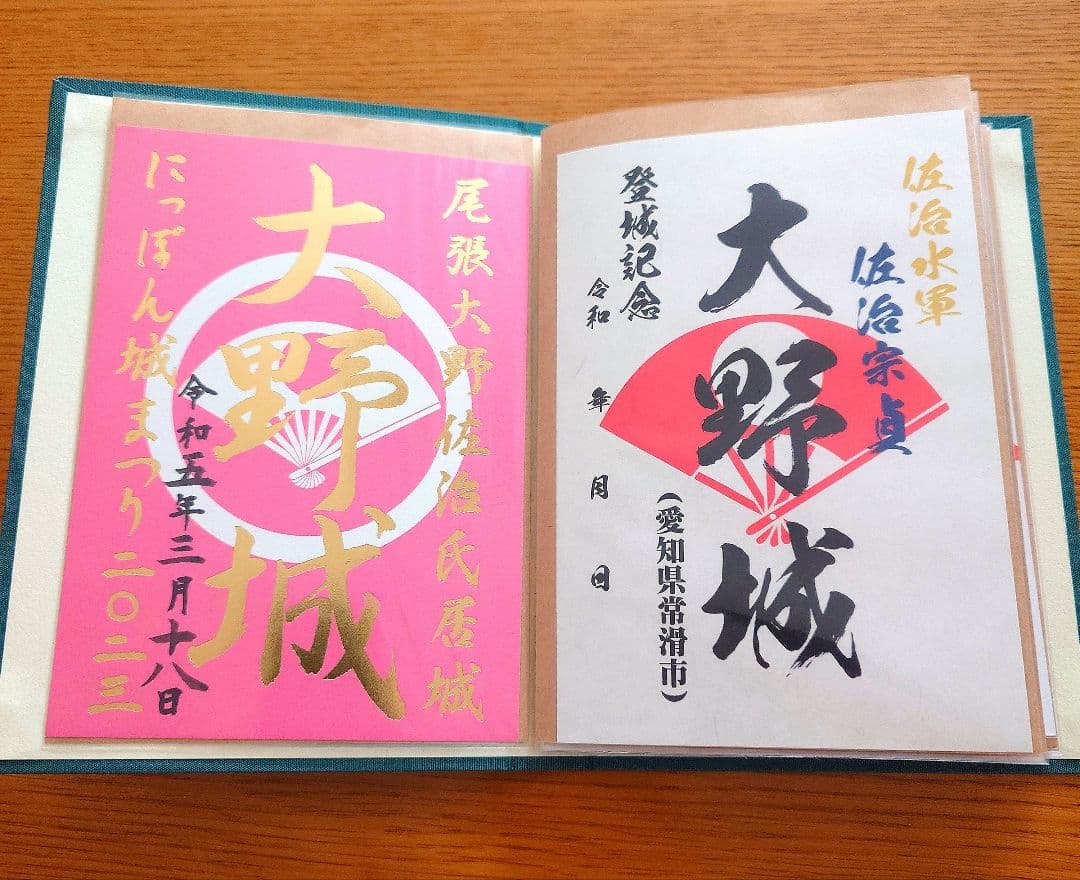 尾張大野佐治氏居城
大野城
令和五年三月十八日
にっぽん城まつり二〇二三
佐治水軍
佐治宗貞
大野城
(愛知県常滑市)
登城記念
令和 年 月 日